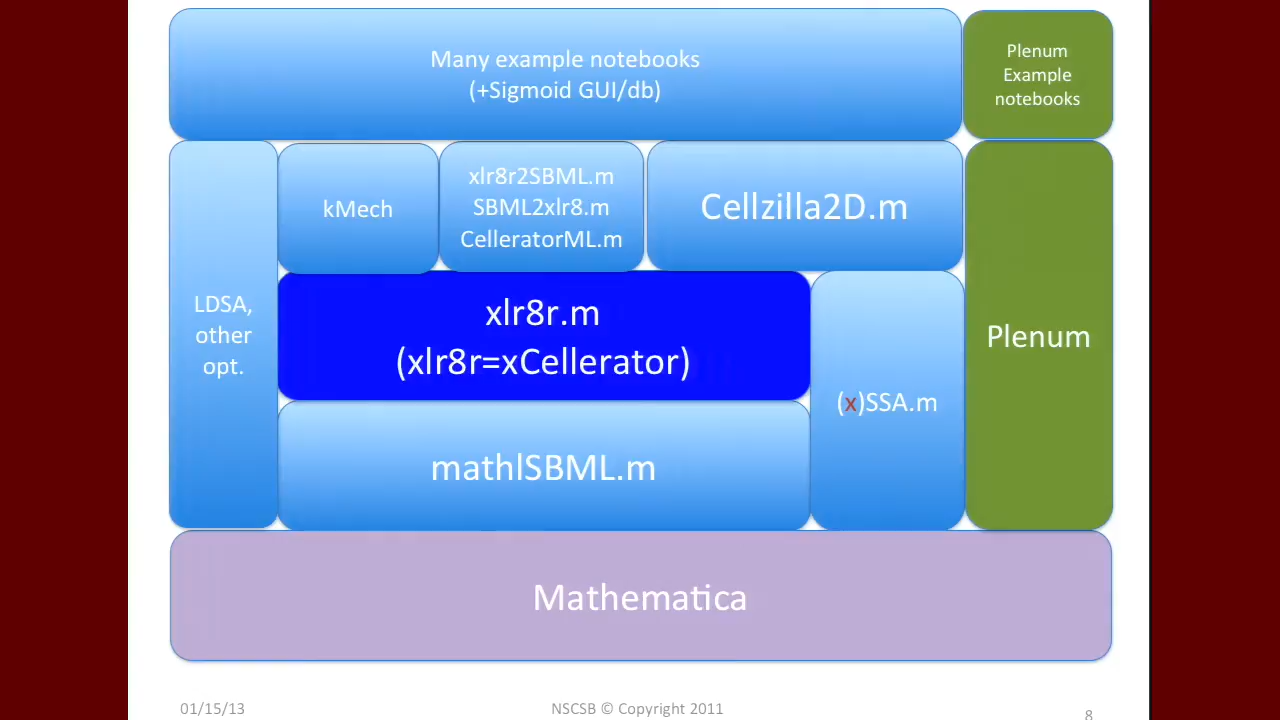 Many example notebooks
(+Sigmoid GUI/db)
Plenum
Example
notebooks
LDSA,
other
opt.
kMech
xlr8r2SBML.m
SBML2xlr8.m
CelleratorML.m
Cellzilla2D.m
xlr8r.m
(xlr8r=xCellerator)
(x)SSA.m
Plenum
mathlSBML.m
Mathematica
01/15/13
NSCSB © Copyright 2011
8